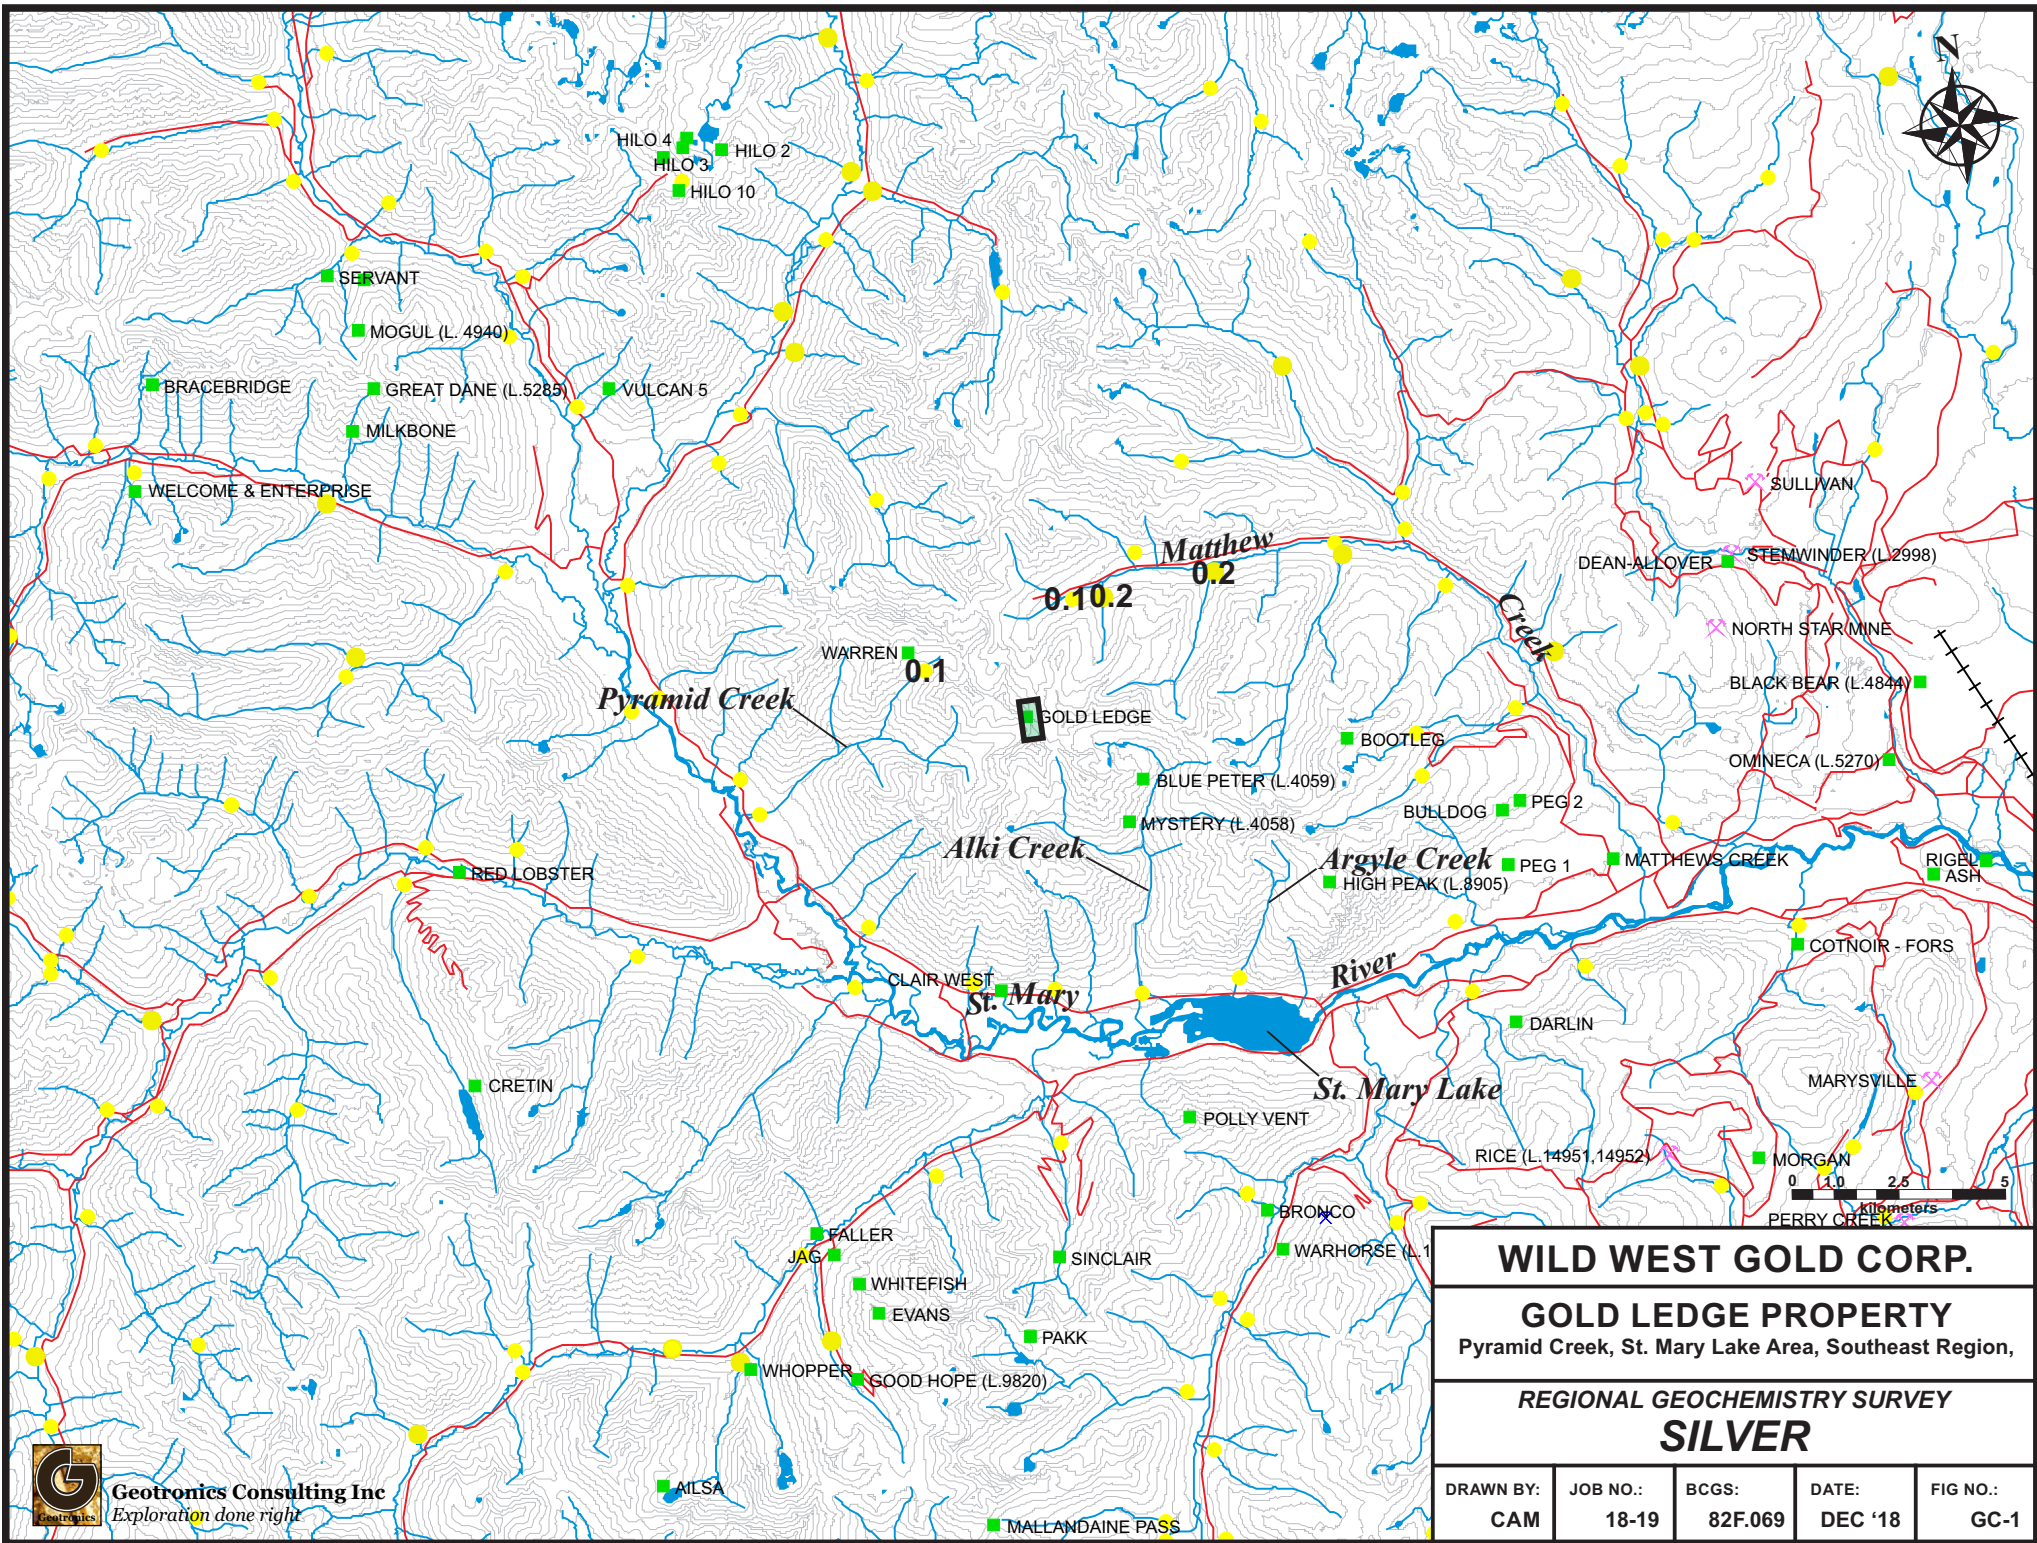 N
HILO 4
HILO 3
HILO 2
HILO 10
SERVANT
MOGUL (L. 4940)
BRACEBRIDGE
GREAT DANE (L.5285)
VULCAN 5
MILKBONE
WELCOME & ENTERPRISE
SULLIVAN
Matthew
Creek
DEAN-ALLOVER
STEMWINDER (L.2998)
0.1
0.2
0.2
NORTH STAR MINE
WARREN
0.1
BLACK BEAR (L.4844)
Pyramid Creek
GOLD LEDGE
BOOTLEG
OMINECA (L.5270)
BLUE PETER (L.4059)
PEG 2
BULLDOG
MYSTERY (L.4058)
Alki Creek
Argyle Creek
PEG 1
MATTHEWS CREEK
RIGEL
ASH
RED LOBSTER
HIGH PEAK (L.8905)
COTNOIR - FORS
CLAIR WEST
St. Mary
River
DARLIN
St. Mary Lake
MARYSVILLE
CRETIN
POLLY VENT
RICE (L.14951,14952)
MORGAN
0 1.0 2.5 5
kilometers
PERRY CREEK
BRONCO
FALLER
JAG
SINCLAIR
WARHORSE (L.1
WHITEFISH
EVANS
PAKK
WHOPPER
GOOD HOPE (L.9820)
AILSA
MALLANDAINE PASS
WILD WEST GOLD CORP.
GOLD LEDGE PROPERTY
Pyramid Creek, St. Mary Lake Area, Southeast Region,
REGIONAL GEOCHEMISTRY SURVEY
SILVER
DRAWN BY: JOB NO.: BCGS: DATE: FIG NO.:
CAM 18-19 82F.069 DEC ‘18 GC-1
G
Geotronics
Geotronics Consulting Inc
Exploration done right